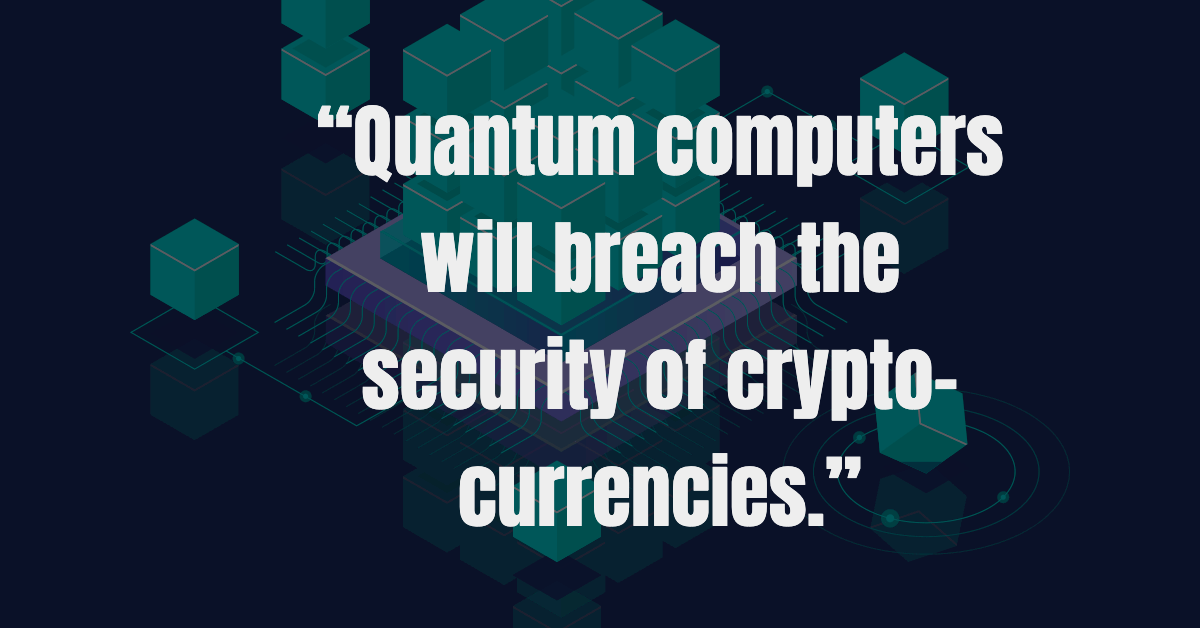 “Quantum computers
will breach the
security of crypto-
currencies.”